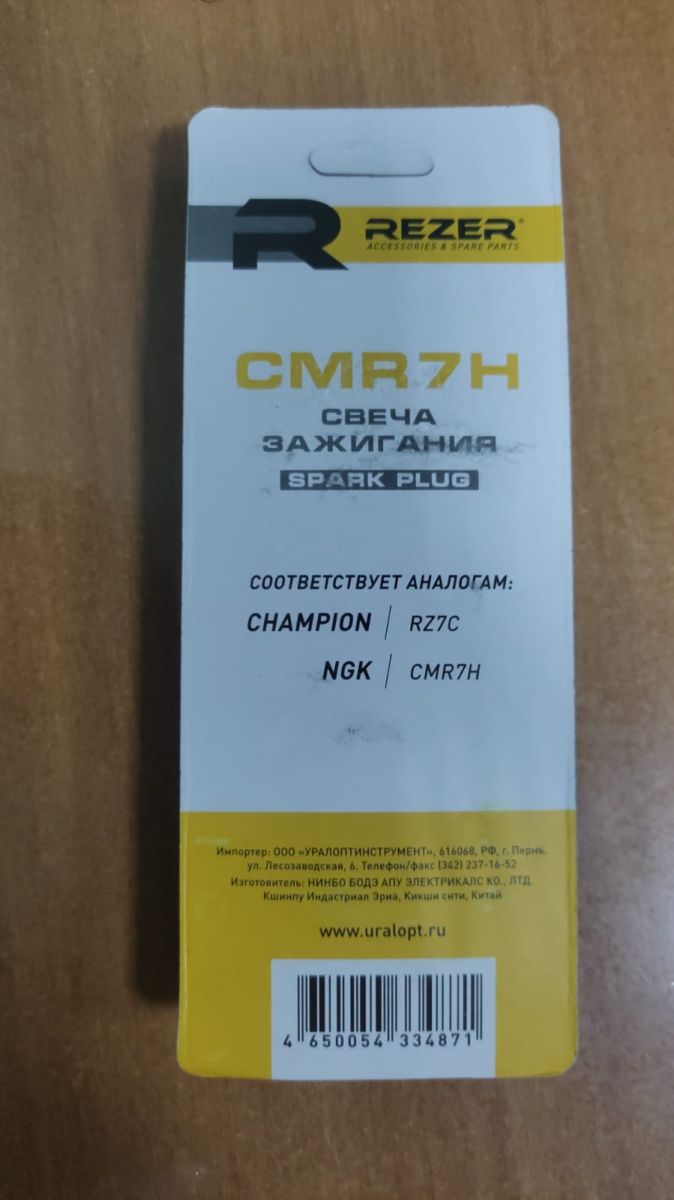 REZER®
ACCESSORIES & SPARE PARTS
CMR7H
СВЕЧА
ЗАЖИГАНИЯ
SPARK PLUG
СООТВЕТСТВУЕТ АНАЛОГАМ:
CHAMPION | RZ7C
NGK | CMR7H
Импортер: ООО «УРАЛОПТИНСТРУМЕНТ», 616068, РФ, г. Пермь,
ул. Лесозаводская, 6. Телефон/факс (342) 237-16-52
Изготовитель: НИНБО БОДЭ АПУ ЭЛЕКТРИКАЛС КО., ЛТД.
Кшинпу Индастриал Эриа, Кикши сити, Китай
www.uralopt.ru
4 650054 334871